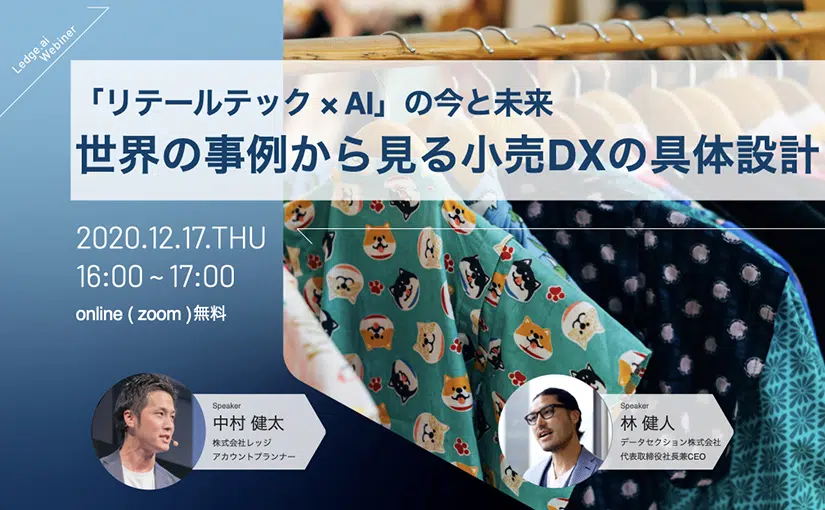 Ledge.ai
Webiner
「リテールテック × AI」の今と未来
世界の事例から見る小売DXの具体設計
2020.12.17.THU
16:00 ~ 17:00
online ( zoom )無料
Speaker
中村 健太
株式会社レッジ
アカウントプランナー
Speaker
林 健人
データセクション株式会社
代表取締役社長兼CEO